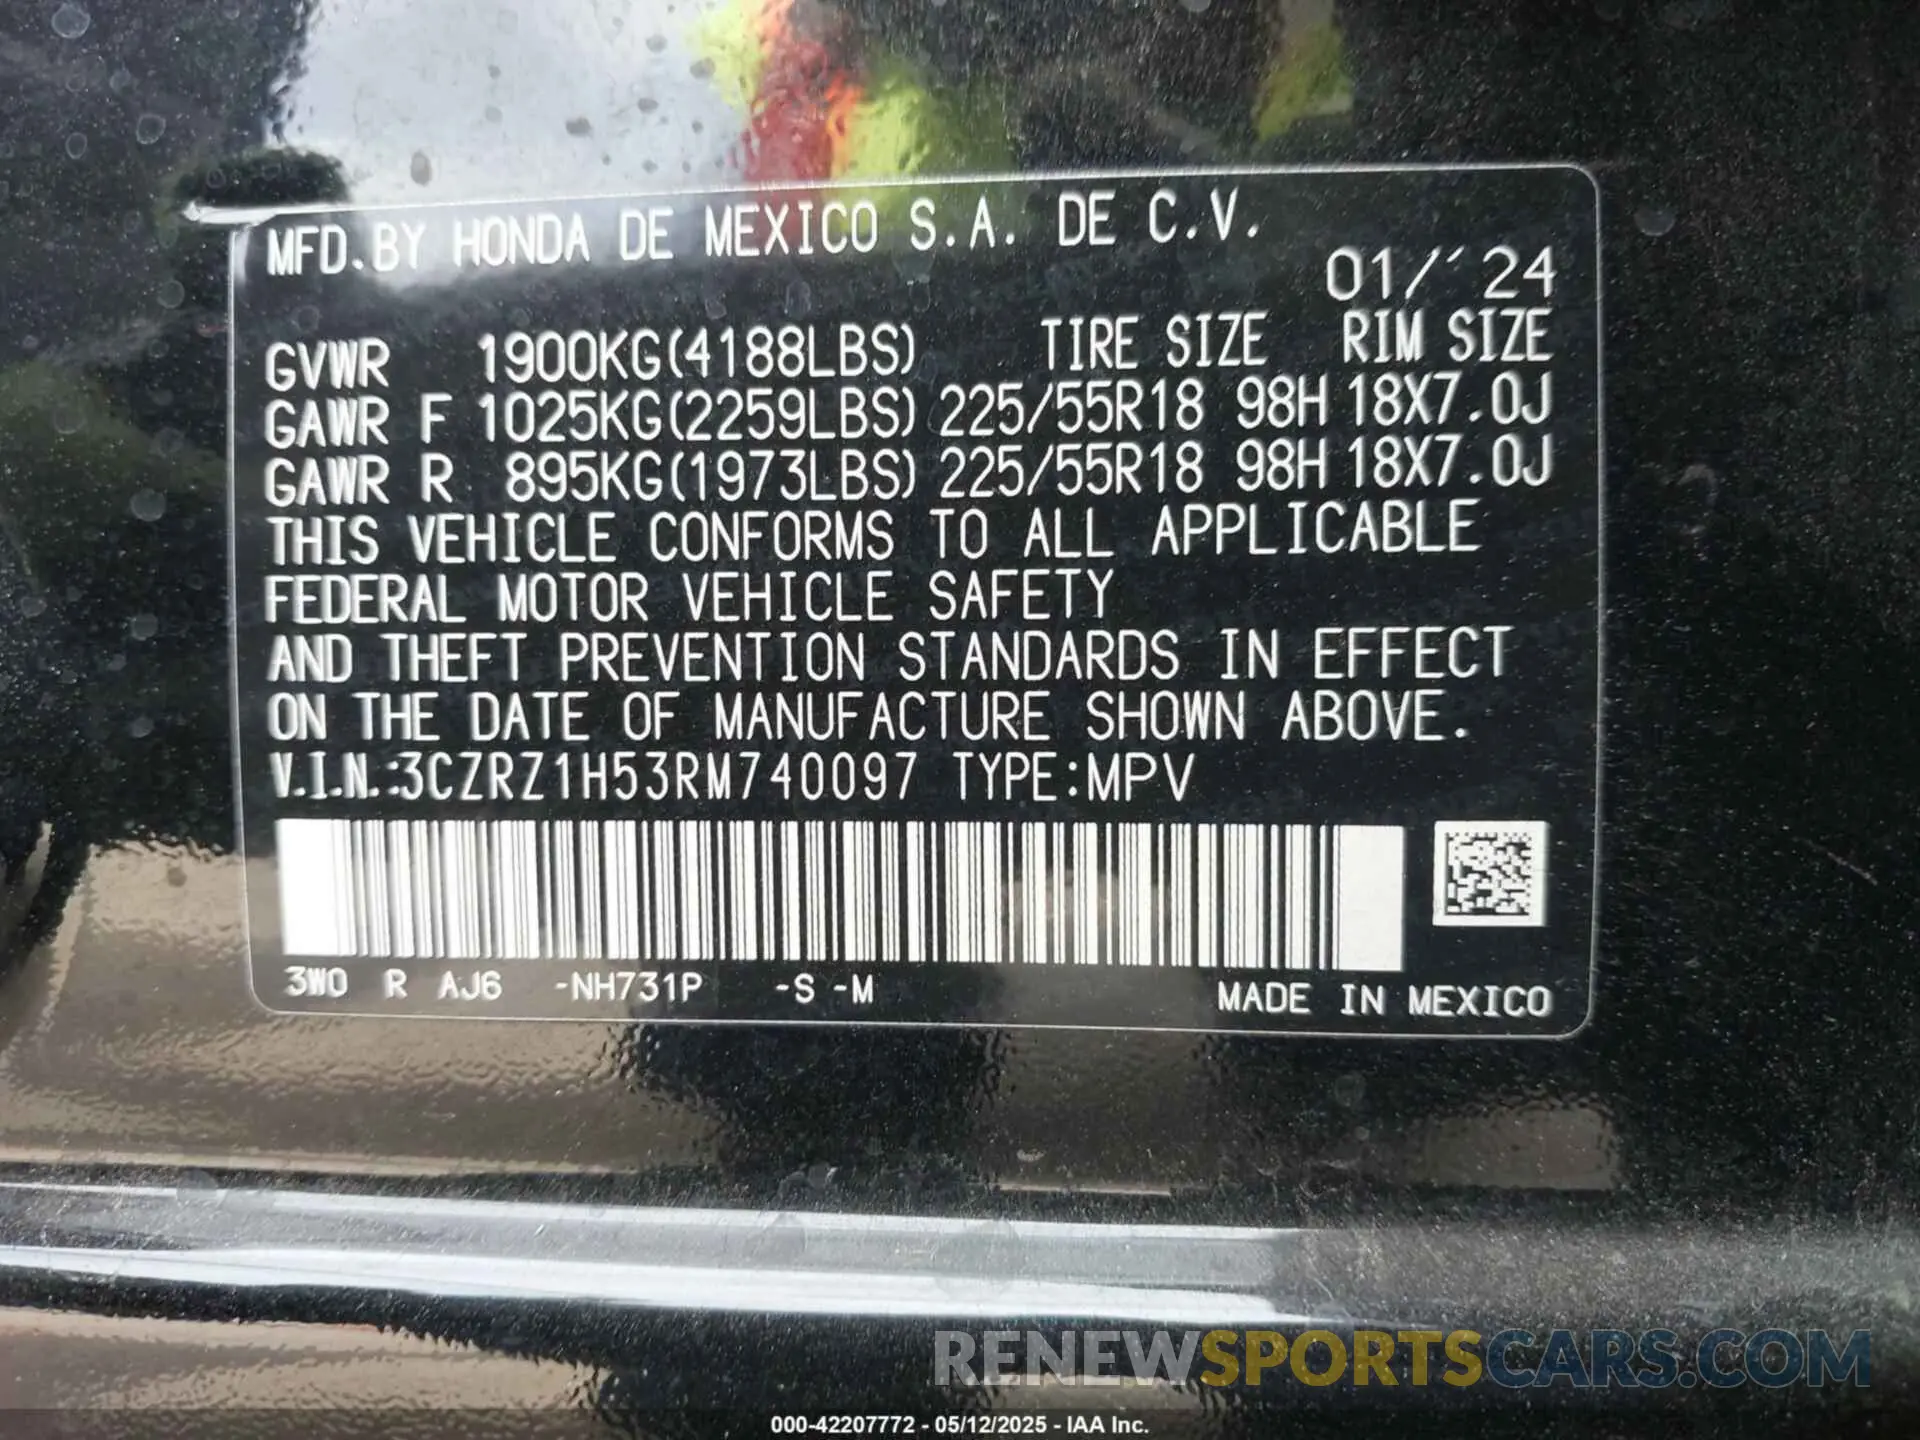 MFD.BY HONDA DE MEXICO S.A. DE C.V.
01/´24
GVWR 1900KG(4188LBS) TIRE SIZE RIM SIZE
GAWR F 1025KG(2259LBS) 225/55R18 98H 18X7.0J
GAWR R 895KG(1973LBS) 225/55R18 98H 18X7.0J
THIS VEHICLE CONFORMS TO ALL APPLICABLE
FEDERAL MOTOR VEHICLE SAFETY
AND THEFT PREVENTION STANDARDS IN EFFECT
ON THE DATE OF MANUFACTURE SHOWN ABOVE.
V.I.N.:3CZRZ1H53RM740097 TYPE:MPV
3W0 R AJ6 -NH731P -S -M MADE IN MEXICO
RENEWSPORTSCARS.COM
000-42207772 - 05/12/2025 - IAA Inc.